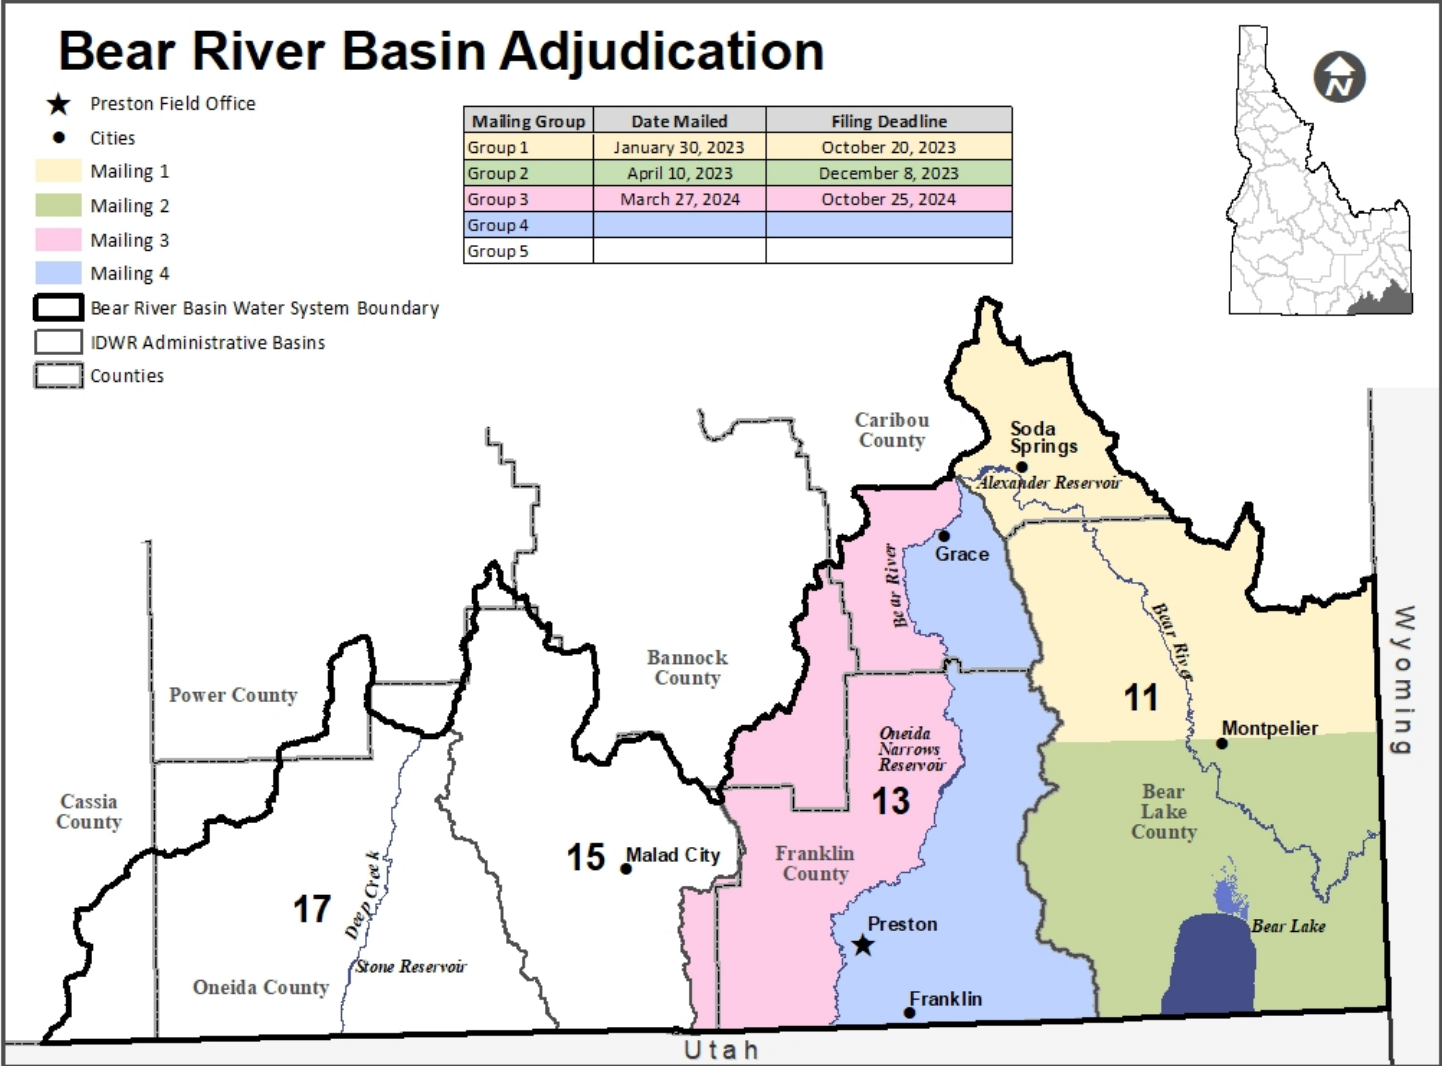 Bear River Basin Adjudication
Preston Field Office
Cities
Mailing 1
Mailing 2
Mailing 3
Mailing 4
Bear River Basin Water System Boundary
IDWR Administrative Basins
Counties
Mailing Group Date Mailed Filing Deadline
Group 1 January 30, 2023 October 20, 2023
Group 2 April 10, 2023 December 8, 2023
Group 3 March 27, 2024 October 25, 2024
Group 4
Group 5
N
Caribou
County
Soda
Springs
Alexander Reservoir
Grace
Bear River
Bear River
Wyoming
Bannock
County
Power County
11
Montpelier
Oneida
Narrows
Reservoir
13
Cassia
County
Bear
Lake
County
15
Malad City
Franklin
County
17
Deep Creek
Preston
Bear Lake
Stone Reservoir
Oneida County
Franklin
Utah